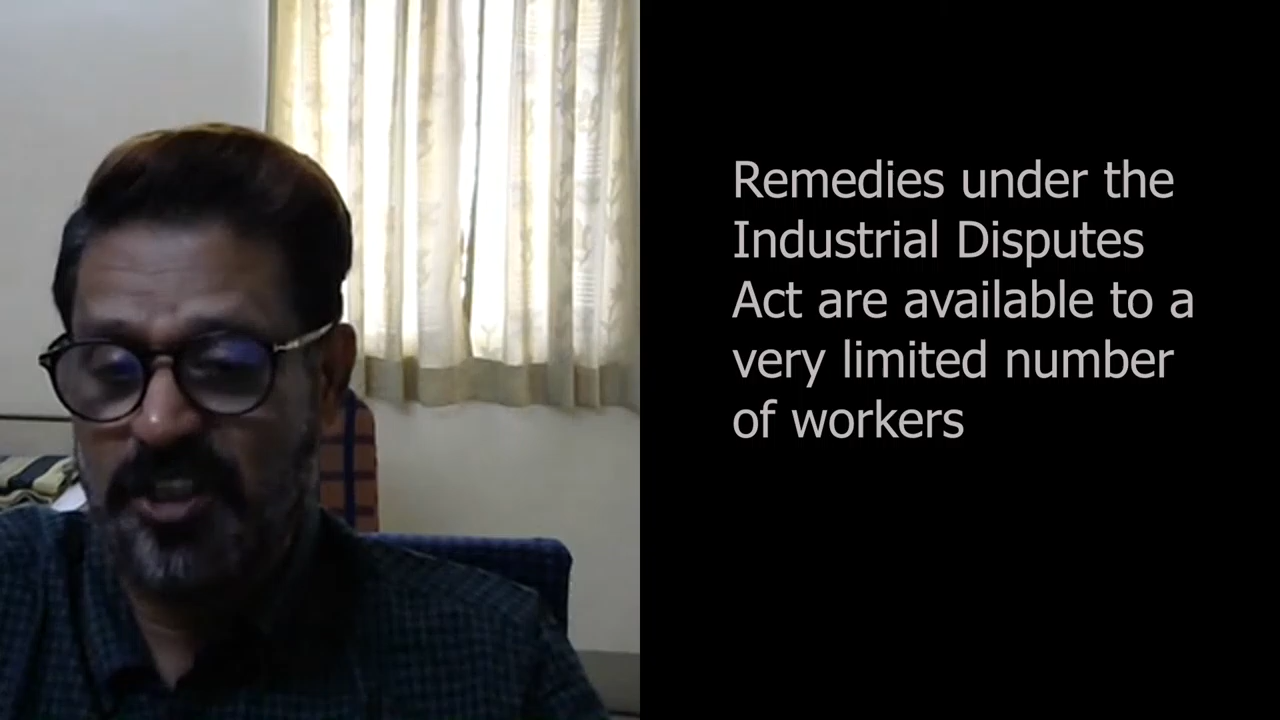 Remedies under the
Industrial Disputes
Act are available to a
very limited number
of workers